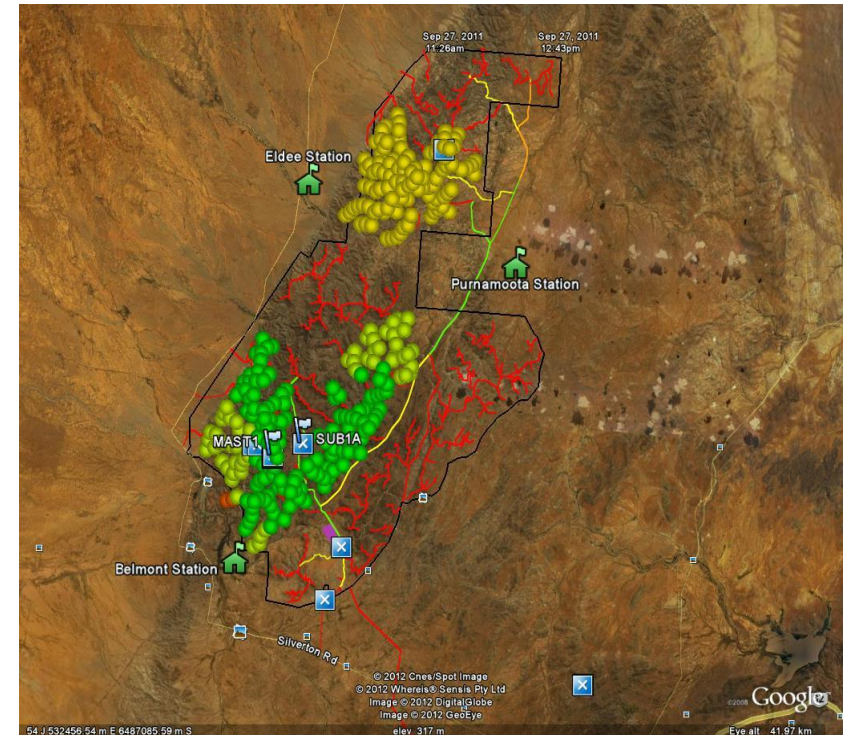 Sep 27, 2011
11:26am
Sep 27, 2011
12:43pm
Eldee Station
Purnamoota Station
MAST1
SUB1A
Belmont Station
Silverton Rd
© 2012 Cnes/Spot Image
© 2012 Whereis® Sensis Pty Ltd
Image © 2012 DigitalGlobe
Image © 2012 GeoEye
©2009 Google
54 J 532456.54 m E 6487085.59 m S
elev 317 m
Eye alt 41.97 km